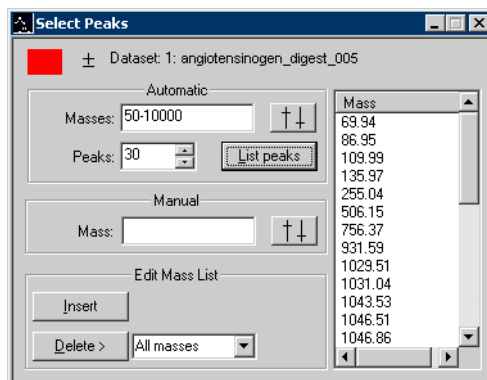 Select Peaks
± Dataset: 1: angiotensinogen_digest_005
Automatic
Masses: 50-10000
Peaks: 30
List peaks
Manual
Mass:
Edit Mass List
Insert
Delete >
All masses
Mass
69.94
86.95
109.99
135.97
255.04
506.15
756.37
931.59
1029.51
1031.04
1043.53
1046.51
1046.86